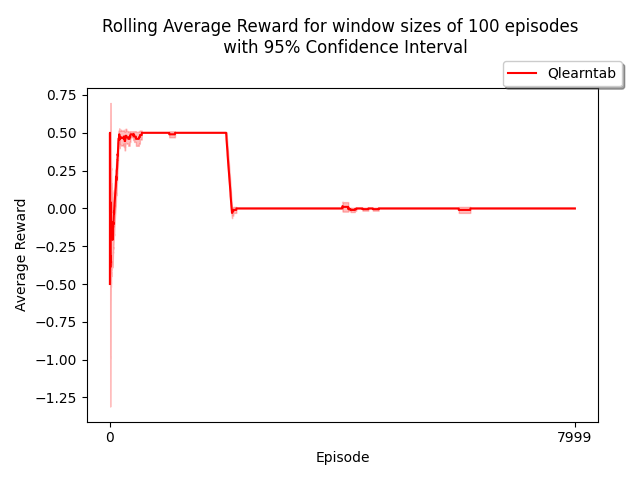 Rolling Average Reward for window sizes of 100 episodes
with 95% Confidence Interval
Qlearntab
0.75
0.50
0.25
0.00
−0.25
−0.50
−0.75
−1.00
−1.25
Average Reward
0 7999
Episode